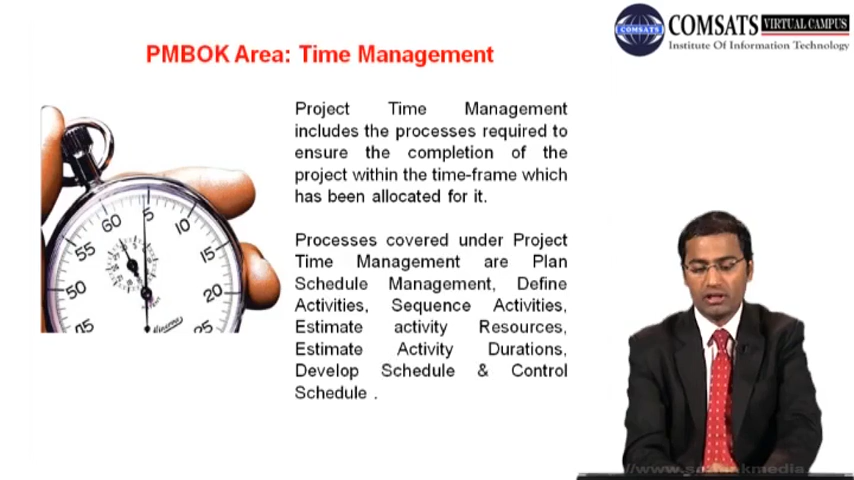 COMSATS
COMSATS VIRTUAL CAMPUS
Institute Of Information Technology
PMBOK Area: Time Management
Project Time Management
includes the processes required to
ensure the completion of the
project within the time-frame which
has been allocated for it.
Processes covered under Project
Time Management are Plan
Schedule Management, Define
Activities, Sequence Activities,
Estimate activity Resources,
Estimate Activity Durations,
Develop Schedule & Control
Schedule .
60
5
10
55
15
50
20
45
25